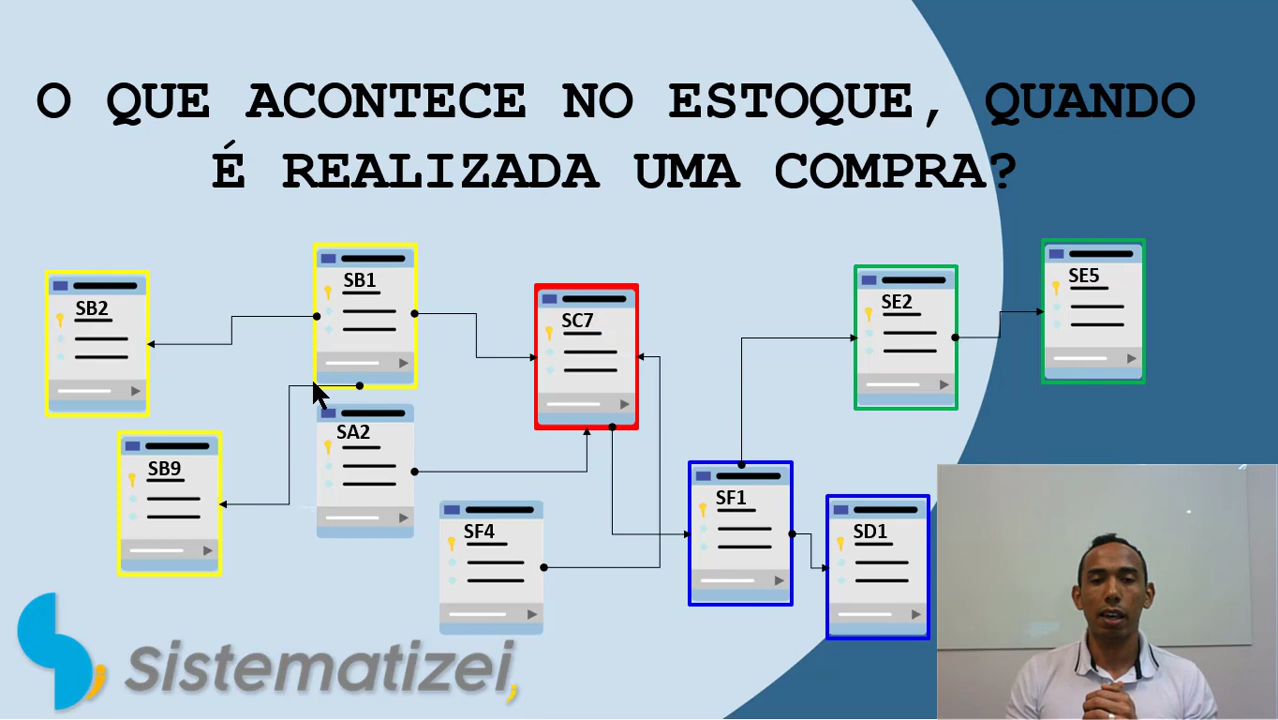 O QUE ACONTECE NO ESTOQUE, QUANDO
É REALIZADA UMA COMPRA?
SB2
SB1
SC7
SE2
SE5
SB9
SA2
SF4
SF1
SD1
Sistematizei,